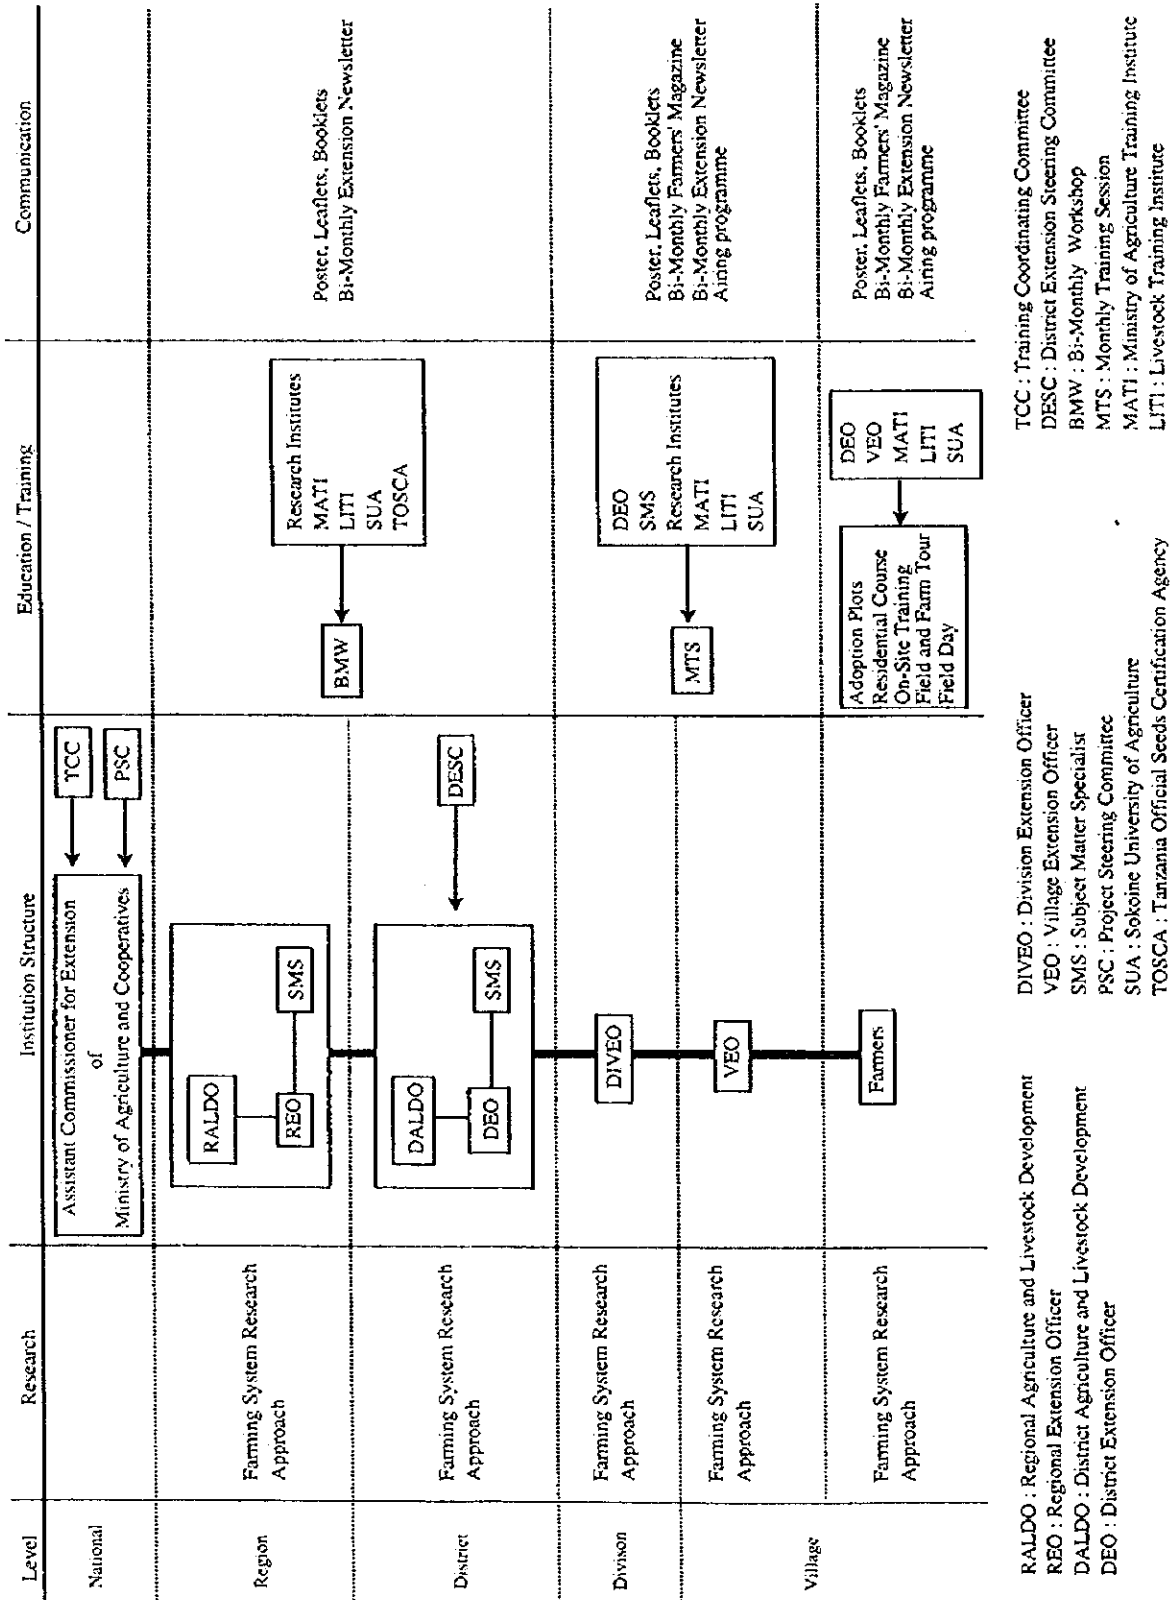 Level
Research
Institution Structure
Education / Training
Communication
National
Assistant Commissioner for Extension
of
Ministry of Agriculture and Cooperatives
TCC
PSC
Region
Farming System Research
Approach
RALDO
REO
SMS
BMW
Research Institutes
MATI
LITI
SUA
TOSCA
Poster, Leaflets, Booklets
Bi-Monthly Extension Newsletter
District
Farming System Research
Approach
DALDO
DEO
SMS
DESC
Divison
Farming System Research
Approach
DIVEO
MTS
DEO
SMS
Research Institutes
MATI
LITI
SUA
Poster, Leaflets, Booklets
Bi-Monthly Farmers' Magazine
Bi-Monthly Extension Newsletter
Airing programme
Village
Farming System Research
Approach
VEO
Farming System Research
Approach
Farmers
Adoption Plots
Residential Course
On-Site Training
Field and Farm Tour
Field Day
DEO
VEO
MATI
LITI
SUA
Poster, Leaflets, Booklets
Bi-Monthly Farmers' Magazine
Bi-Monthly Extension Newsletter
Airing programme
RALDO : Regional Agriculture and Livestock Development
REO : Regional Extension Officer
DALDO : District Agriculture and Livestock Development
DEO : District Extension Officer
DIVEO : Division Extension Officer
VEO : Village Extension Officer
SMS : Subject Matter Specialist
PSC : Project Steering Committee
SUA : Sokoine University of Agriculture
TOSCA : Tanzania Official Seeds Certification Agency
TCC : Training Coordinating Committee
DESC : District Extension Steering Committee
BMW : Bi-Monthly Workshop
MTS : Monthly Training Session
MATI : Ministry of Agriculture Training Institute
LITI : Livestock Training Institute